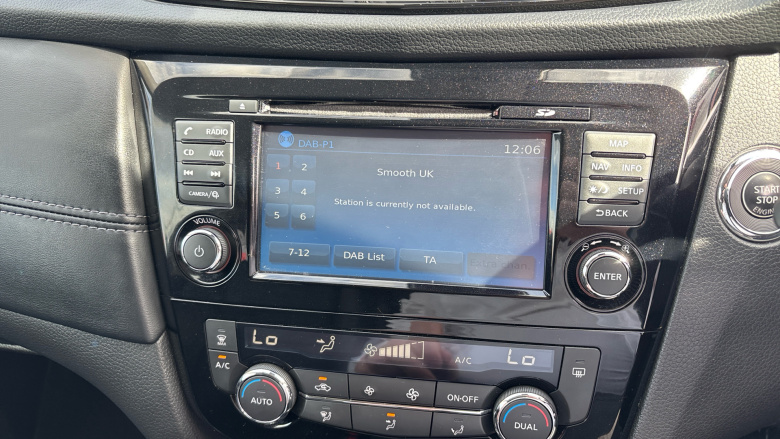 SD
RADIO
CD AUX
CAMERA/
VOLUME
DAB-P1 12:06
1 2
Smooth UK
3 4
Station is currently not available.
5 6
7-12 DAB List TA
MAP
NAV INFO
SETUP
BACK
ENTER
START
STOP
ENGINE
Lo A/C Lo
A/C
AUTO
ON·OFF
DUAL